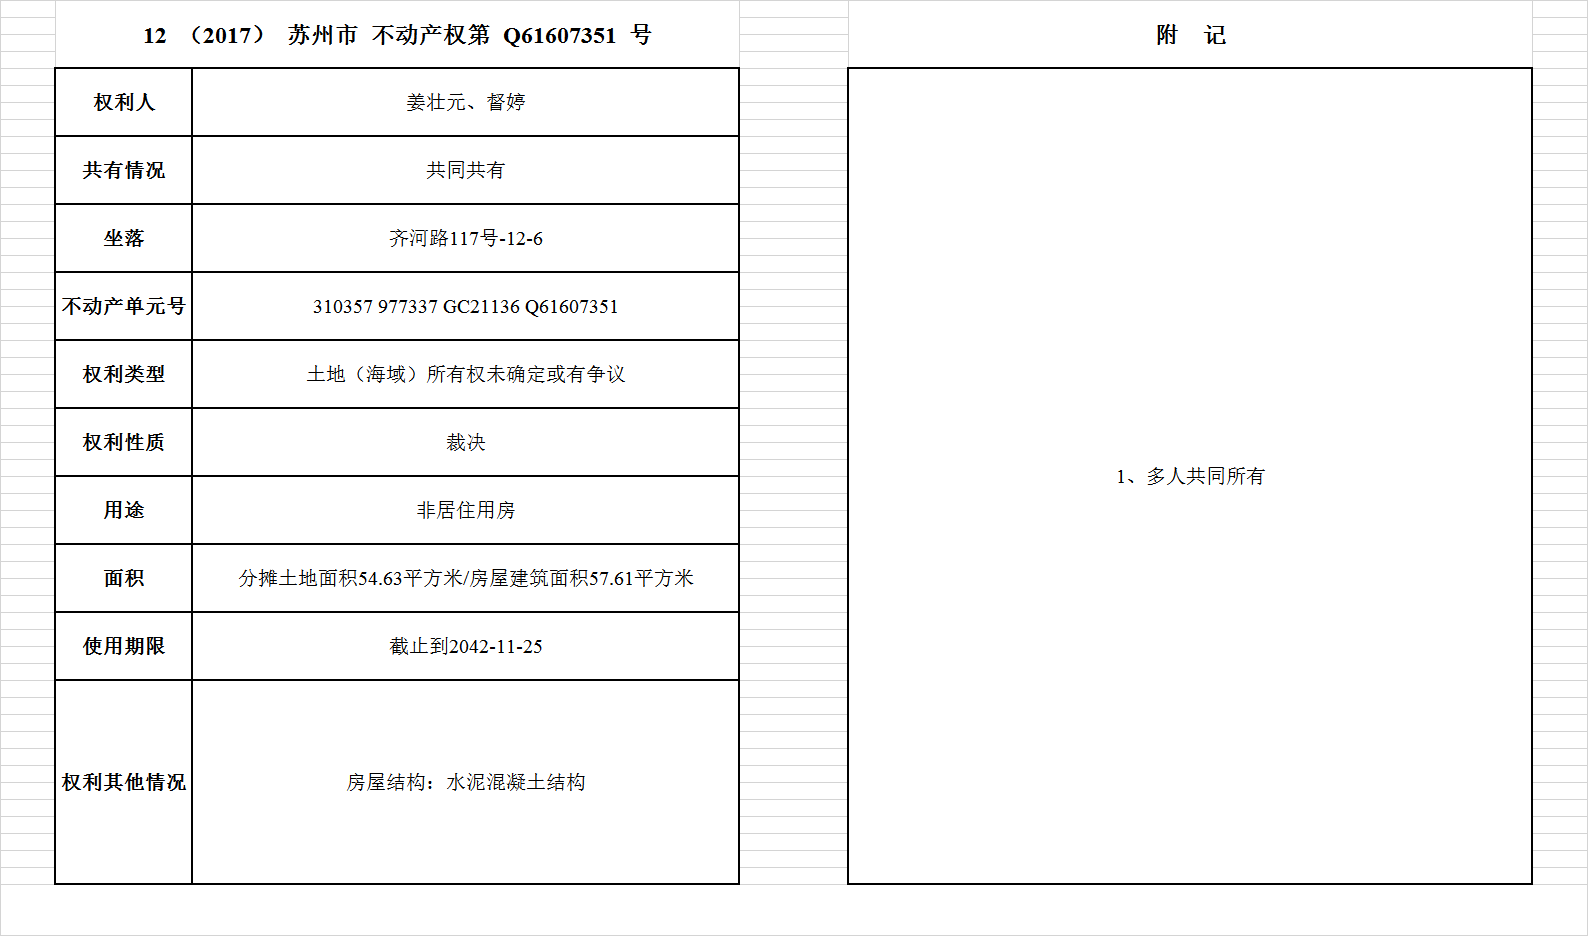 12 （2017） 苏州市 不动产权第 Q61607351 号
权利人 姜壮元、督婷
共有情况 共同共有
坐落 齐河路117号-12-6
不动产单元号 310357 977337 GC21136 Q61607351
权利类型 土地（海域）所有权未确定或有争议
权利性质 裁决
用途 非居住用房
面积 分摊土地面积54.63平方米/房屋建筑面积57.61平方米
使用期限 截止到2042-11-25
权利其他情况 房屋结构：水泥混凝土结构
附 记
1、多人共同所有